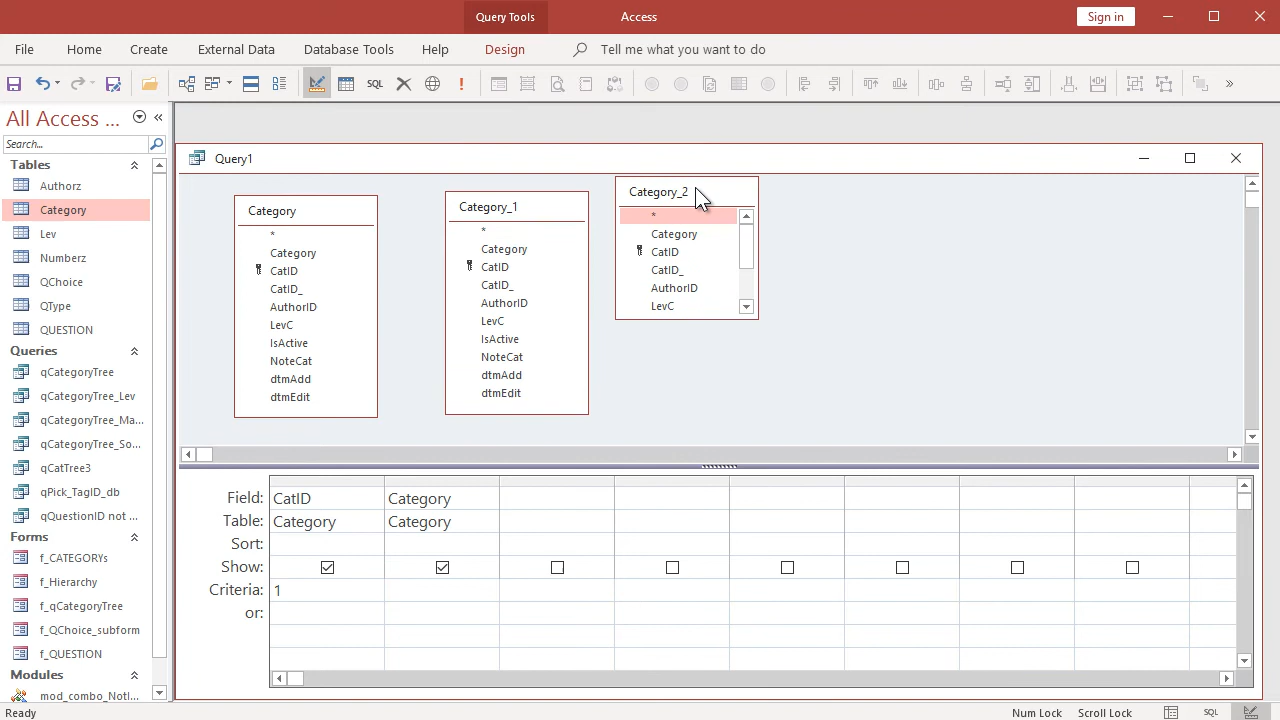 Query Tools
Access
Sign in
File
Home
Create
External Data
Database Tools
Help
Design
Tell me what you want to do
SQL
All Access ...
Search...
Tables
Authorz
Category
Lev
Numberz
QChoice
QType
QUESTION
Queries
qCategoryTree
qCategoryTree_Lev
qCategoryTree_Ma...
qCategoryTree_So...
qCatTree3
qPick_TagID_db
qQuestionID not ...
Forms
f_CATEGORYs
f_Hierarchy
f_qCategoryTree
f_QChoice_subform
f_QUESTION
Modules
mod_combo_NotI...
Query1
Category
*
Category
CatID
CatID_
AuthorID
LevC
IsActive
NoteCat
dtmAdd
dtmEdit
Category_1
*
Category
CatID
CatID_
AuthorID
LevC
IsActive
NoteCat
dtmAdd
dtmEdit
Category_2
*
Category
CatID
CatID_
AuthorID
LevC
Field: CatID Category
Table: Category Category
Sort:
Show:
Criteria: 1
or:
Ready
Num Lock
Scroll Lock
SQL